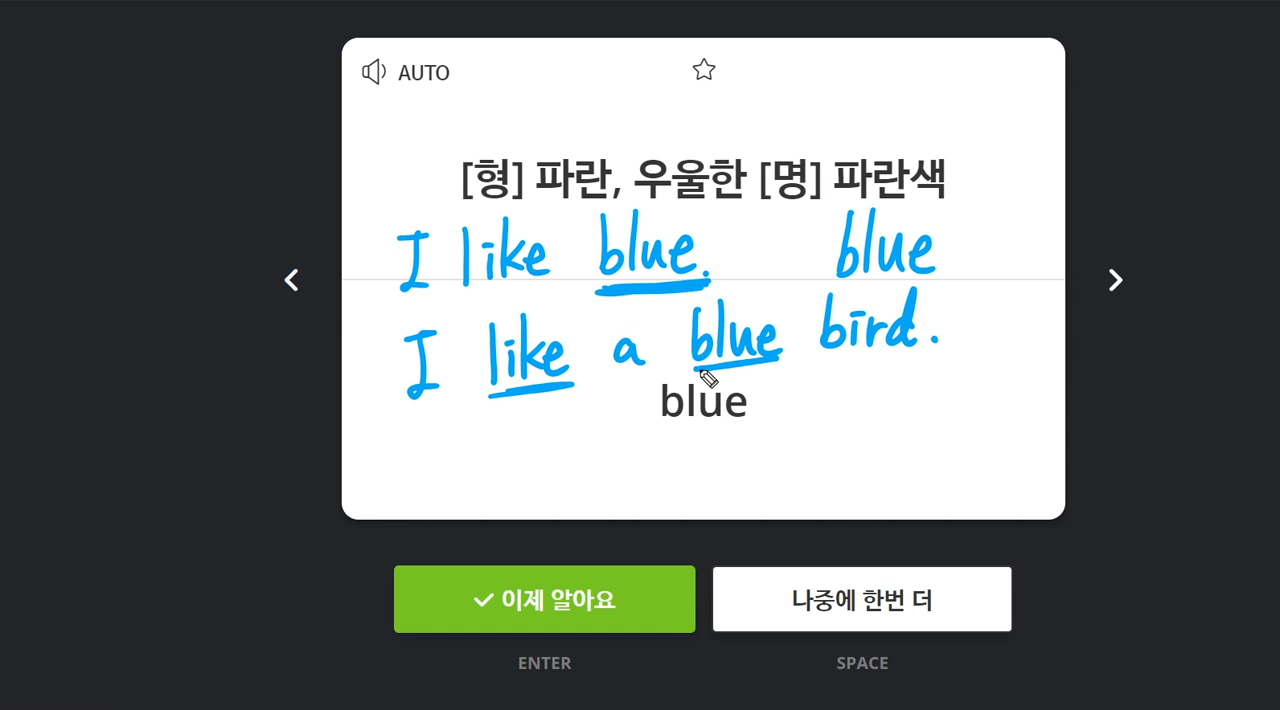 AUTO
[형] 파란, 우울한 [명] 파란색
I like blue. blue
I like a blue bird.
blue
이제 알아요
나중에 한번 더
ENTER
SPACE